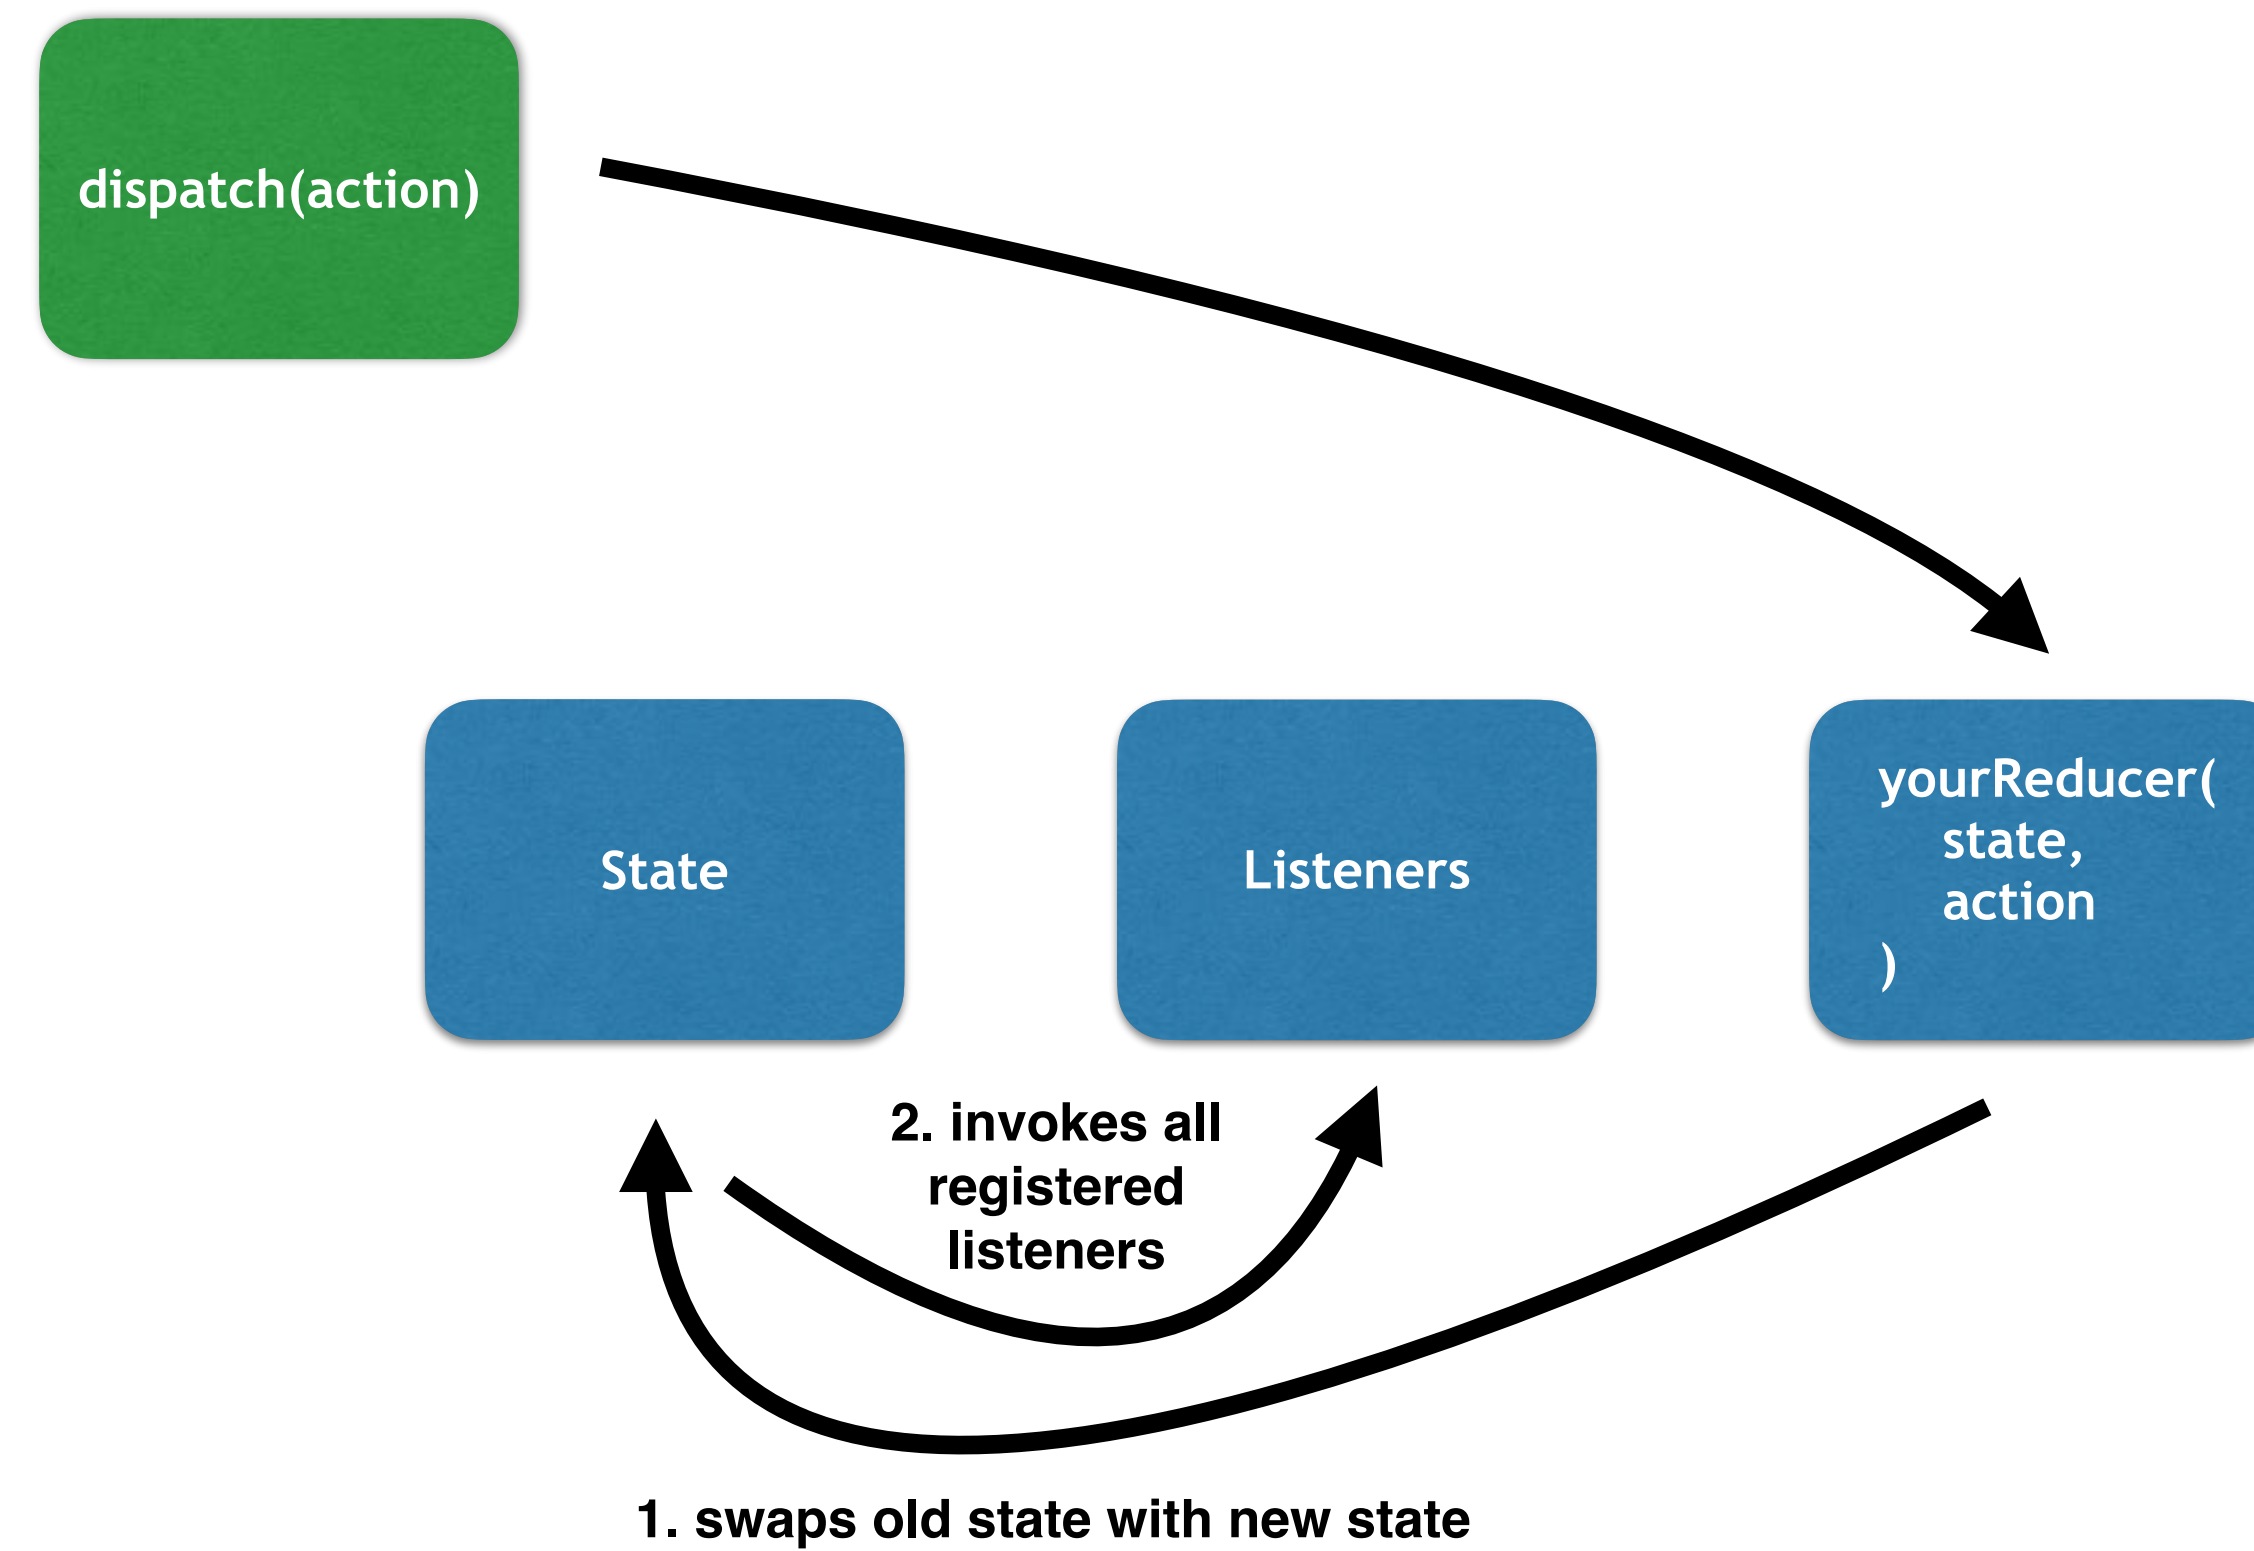 dispatch(action)
State
Listeners
yourReducer(
state,
action
)
2. invokes all
registered
listeners
1. swaps old state with new state